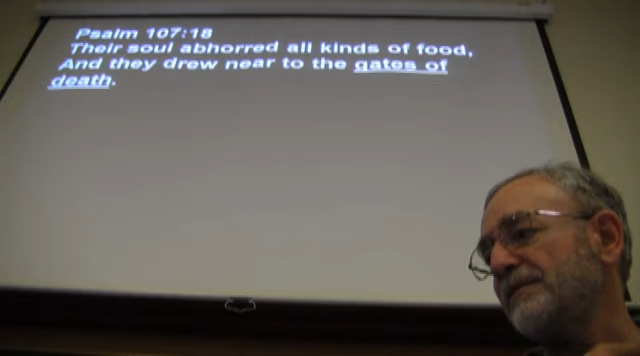 Psalm 107:18
Their soul abhorred all kinds of food,
And they drew near to the gates of
death.